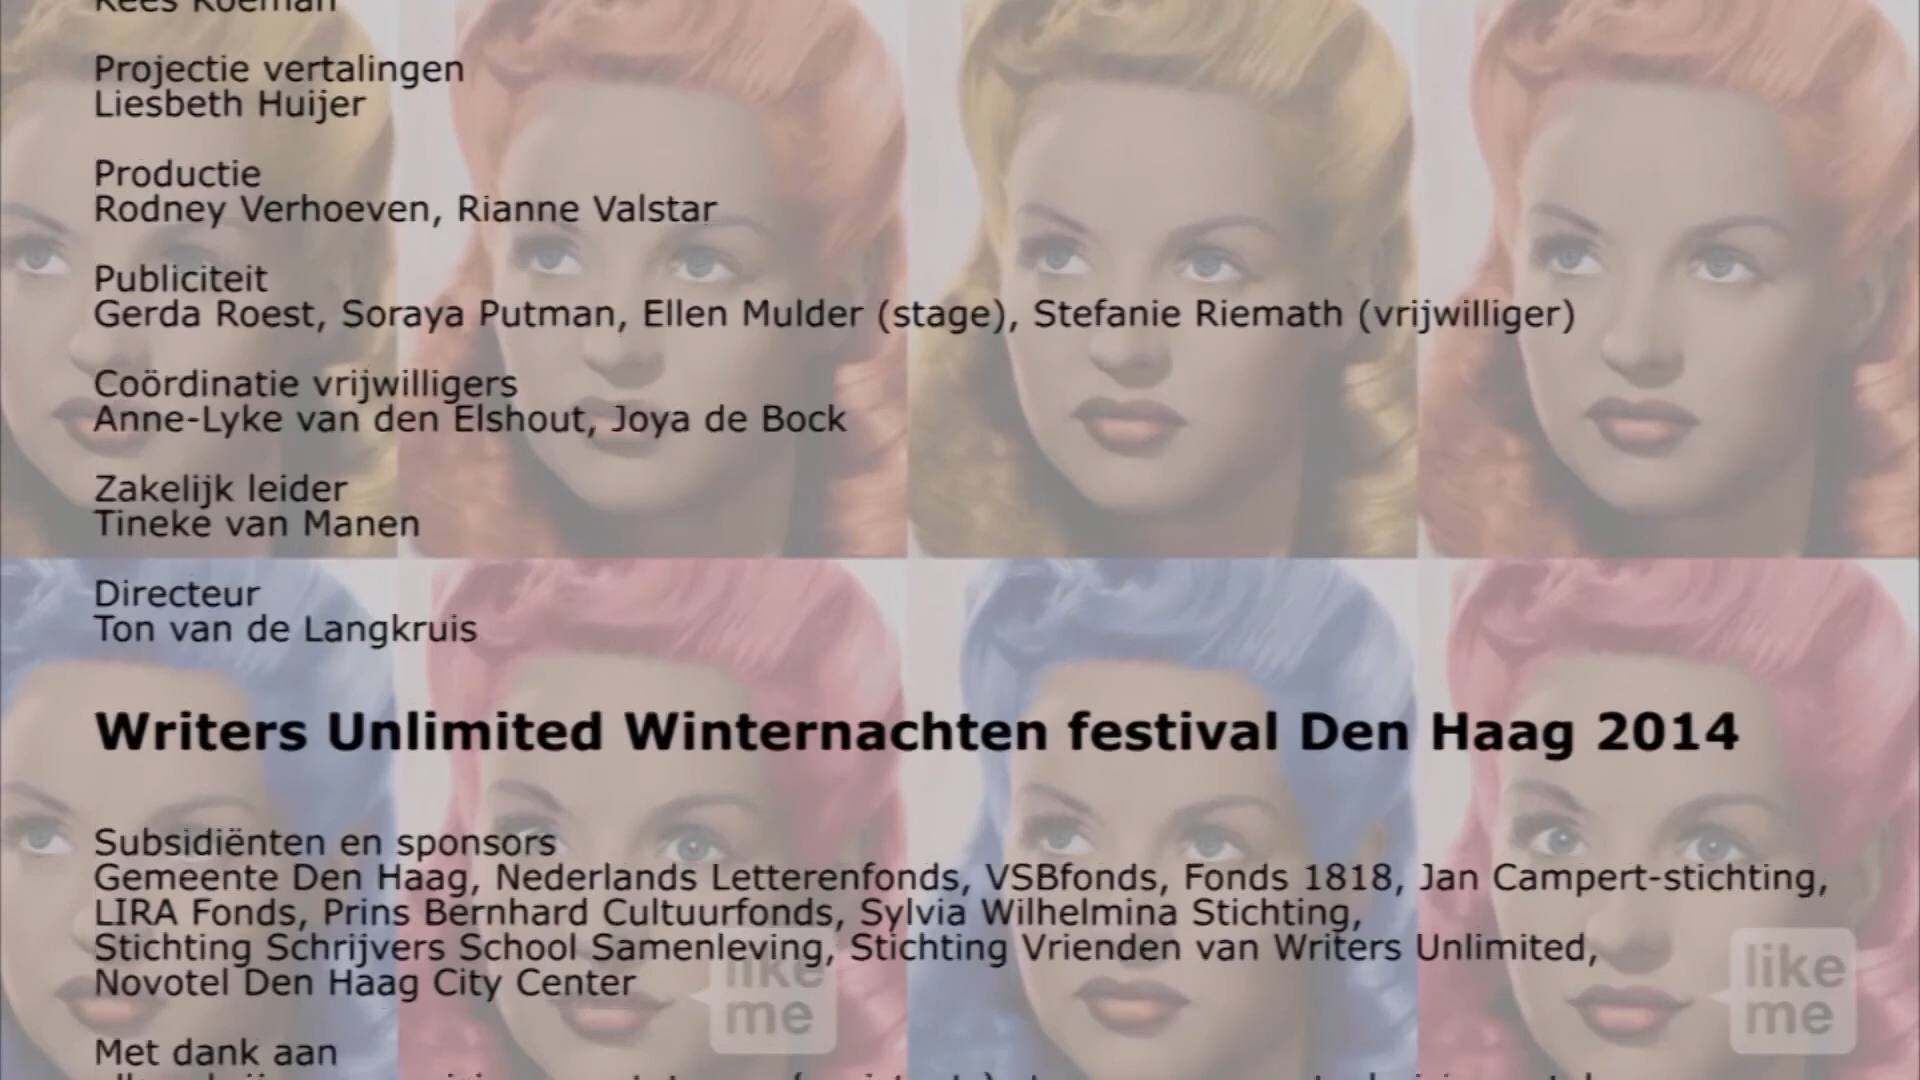 Kees Koeman
Projectie vertalingen
Liesbeth Huijer
Productie
Rodney Verhoeven, Rianne Valstar
Publiciteit
Gerda Roest, Soraya Putman, Ellen Mulder (stage), Stefanie Riemath (vrijwilliger)
Coördinatie vrijwilligers
Anne-Lyke van den Elshout, Joya de Bock
Zakelijk leider
Tineke van Manen
Directeur
Ton van de Langkruis
Writers Unlimited Winternachten festival Den Haag 2014
Subsidiënten en sponsors
Gemeente Den Haag, Nederlands Letterenfonds, VSBfonds, Fonds 1818, Jan Campert-stichting,
LIRA Fonds, Prins Bernhard Cultuurfonds, Sylvia Wilhelmina Stichting,
Stichting Schrijvers School Samenleving, Stichting Vrienden van Writers Unlimited,
Novotel Den Haag City Center
like
me
like
me
Met dank aan